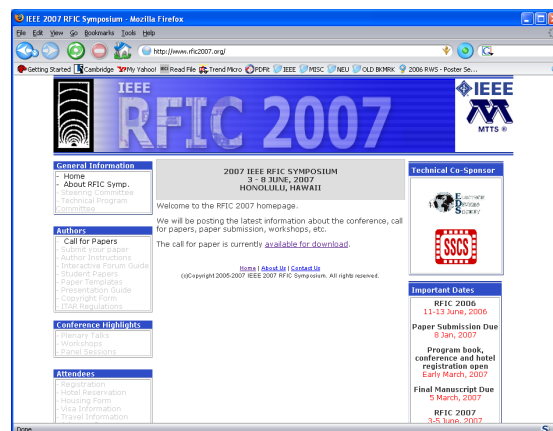 IEEE 2007 RFIC Symposium - Mozilla Firefox
File Edit View Go Bookmarks Tools Help
http://www.rfic2007.org/
Getting Started Cambridge My Yahoo! Read File Trend Micro PDFit IEEE MISC NEU OLD BKMRK 2006 RWS - Poster Se...
IEEE
RFIC 2007
IEEE
MTTS ®
General Information
- Home
- About RFIC Symp.
- Steering Committee
- Technical Program
Committee
Authors
- Call for Papers
- Submit your paper
- Author Instructions
- Interactive Forum Guide
- Student Papers
- Paper Templates
- Presentation Guide
- Copyright Form
- ITAR Regulations
Conference Highlights
- Plenary Talks
- Workshops
- Panel Sessions
Attendees
- Registration
- Hotel Reservation
- Housing Form
- Visa Information
- Travel Information
2007 IEEE RFIC SYMPOSIUM
3 - 8 JUNE, 2007
HONOLULU, HAWAII
Welcome to the RFIC 2007 homepage.
We will be posting the latest information about the conference, call
for papers, paper submission, workshops, etc.
The call for paper is currently available for download.
Home | About Us | Contact Us
(c)Copyright 2005-2007 IEEE 2007 RFIC Symposium. All rights reserved.
Technical Co-Sponsor
ELECTRON
DEVICES
SOCIETY
SSCS
Important Dates
RFIC 2006
11-13 June, 2006
Paper Submission Due
8 Jan, 2007
Program book,
conference and hotel
registration open
Early March, 2007
Final Manuscript Due
5 March, 2007
RFIC 2007
3-5 June, 2007
Done